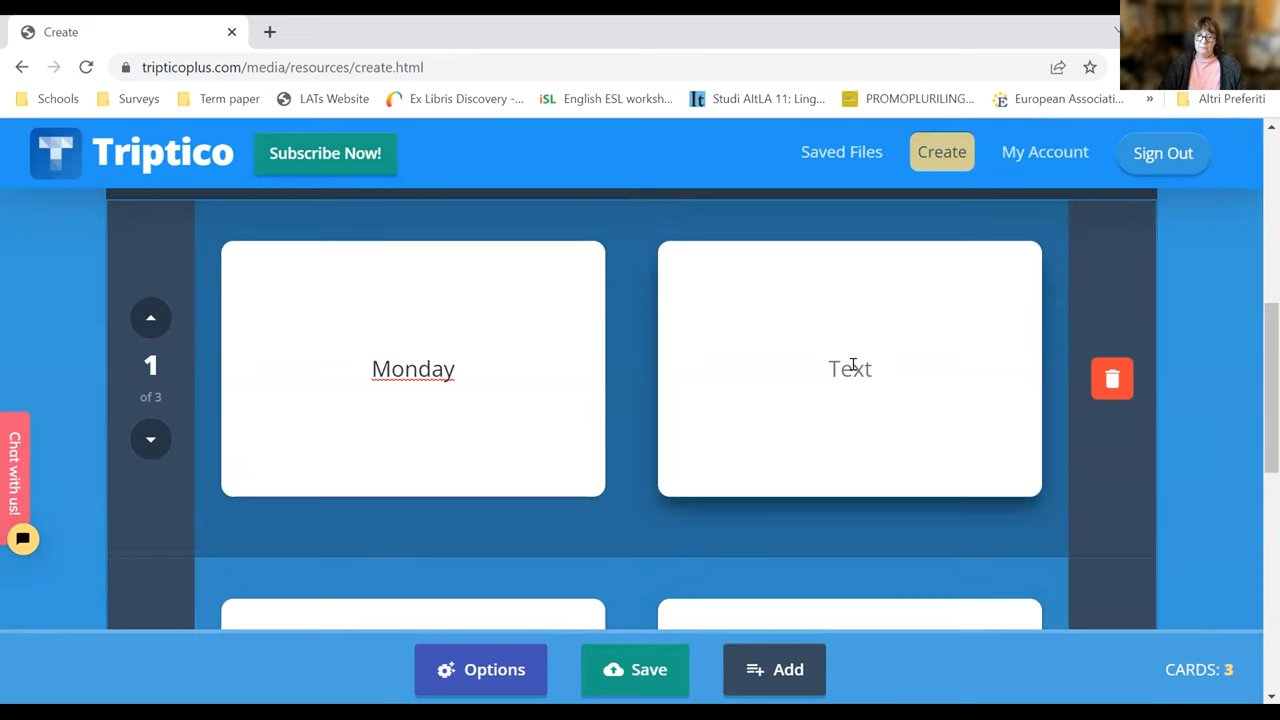 Create
tripticoplus.com/media/resources/create.html
Schools
Surveys
Term paper
LATs Website
Ex Libris Discovery -...
iSL English ESL worksh...
It Studi AltLA 11: Ling...
PROMOPLURILING...
European Associati...
»
Altri Preferiti
T Triptico
Subscribe Now!
Saved Files
Create
My Account
Sign Out
1
of 3
Monday
Text
Chat with us!
Options
Save
Add
CARDS: 3